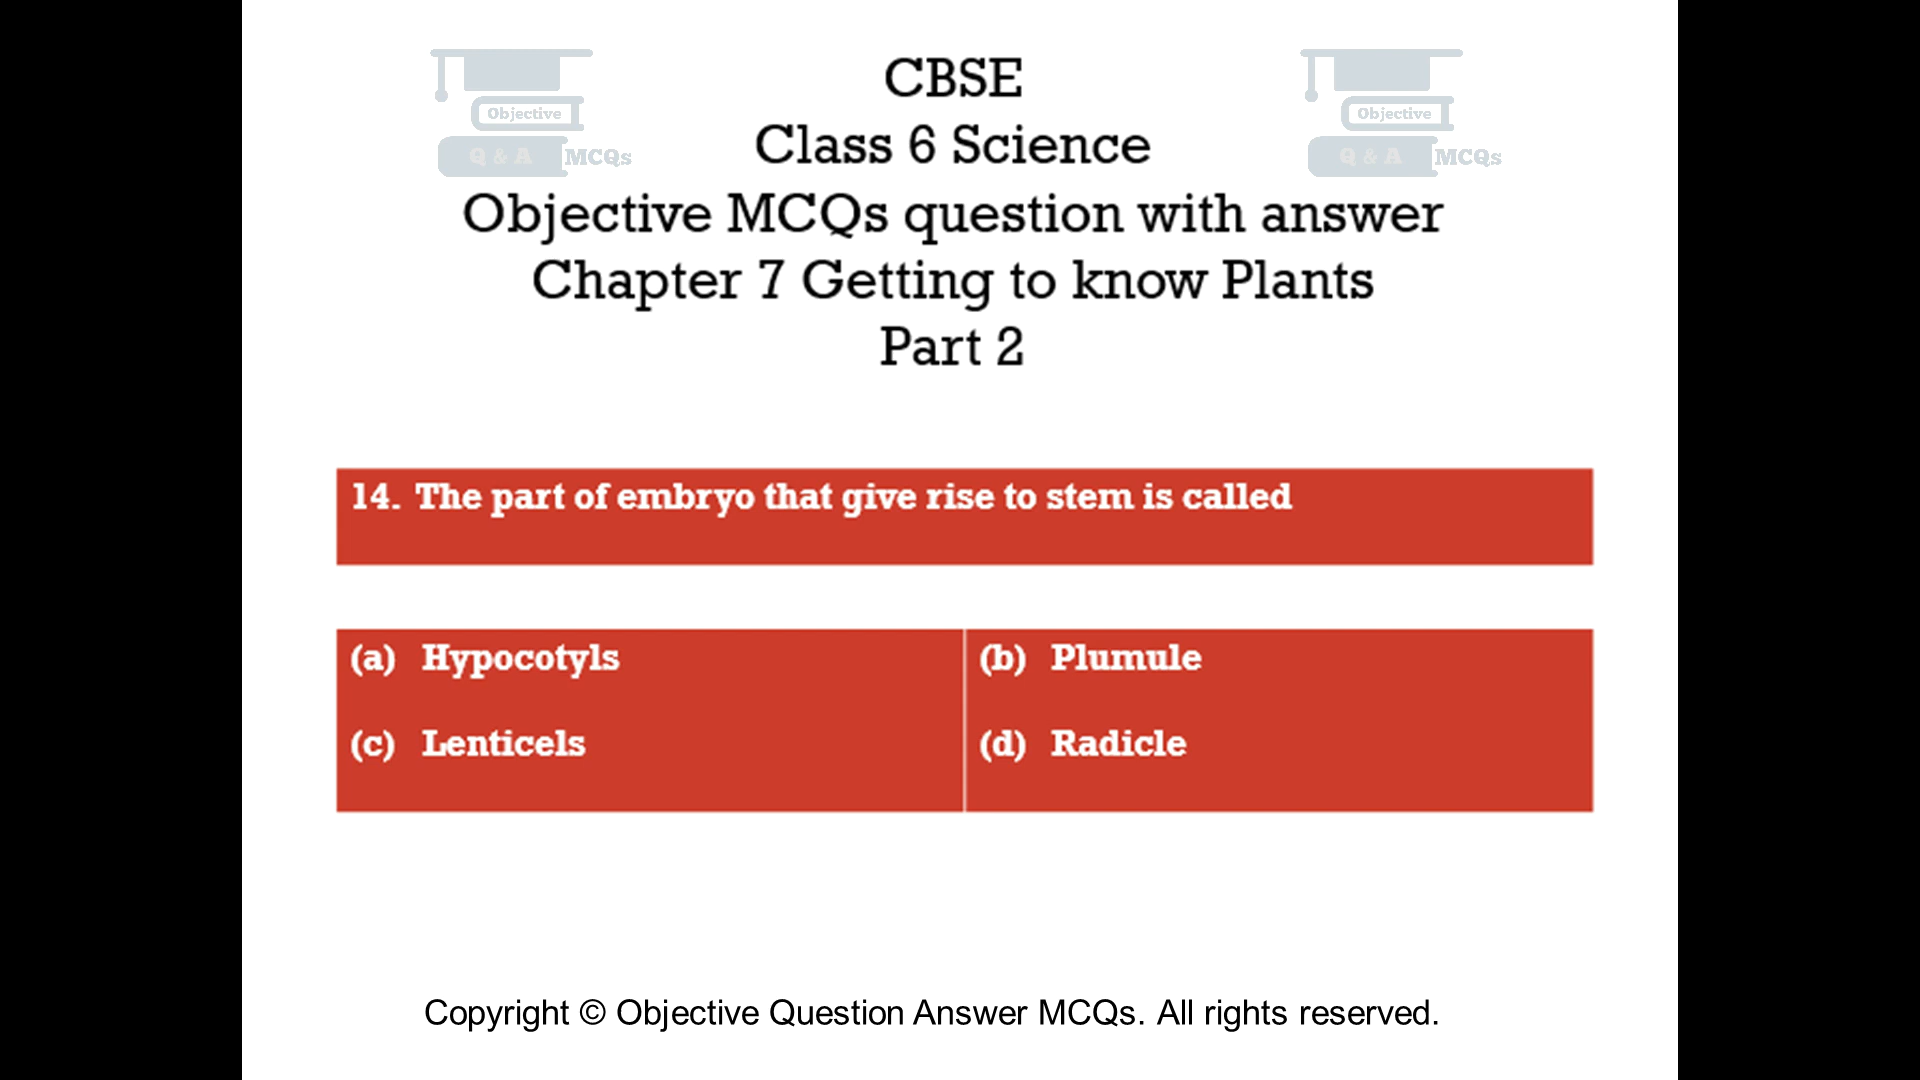 Objective
Q & A MCQs
Objective
Q & A MCQs
CBSE
Class 6 Science
Objective MCQs question with answer
Chapter 7 Getting to know Plants
Part 2
14. The part of embryo that give rise to stem is called
(a) Hypocotyls
(b) Plumule
(c) Lenticels
(d) Radicle
Copyright © Objective Question Answer MCQs. All rights reserved.